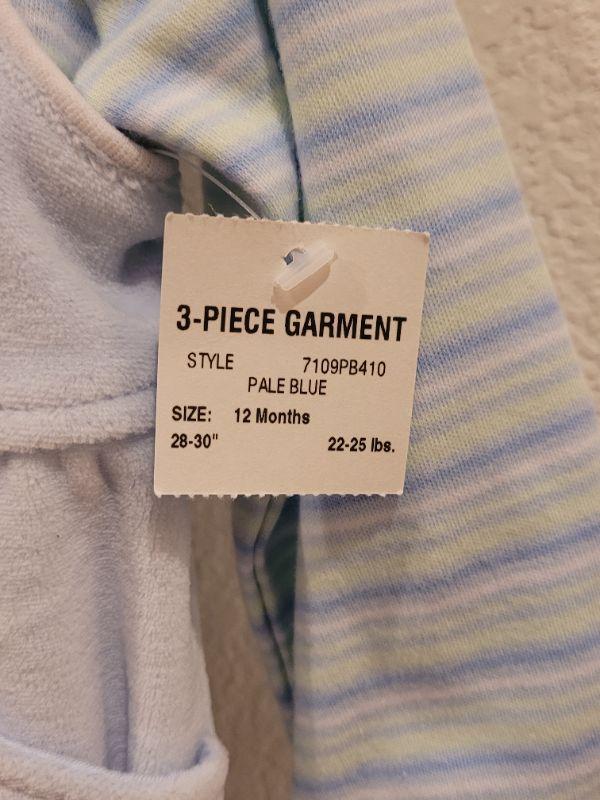 3-PIECE GARMENT
STYLE 7109PB410
PALE BLUE
SIZE: 12 Months
28-30" 22-25 lbs.